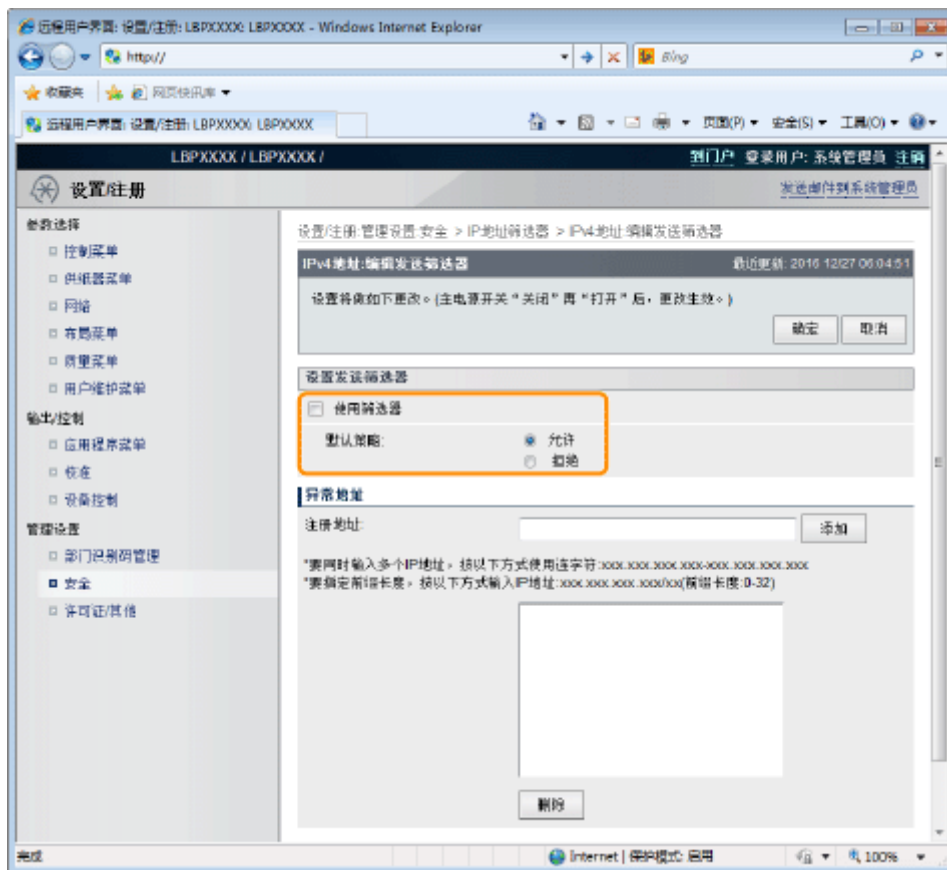 远程用户界面: 设置/注册: LBPXXXX: LBPXXXX - Windows Internet Explorer
http://
Bing
收藏夹 网页快讯库
远程用户界面: 设置/注册: LBPXXXX: LBPXXXX
页面(P) 安全(S) 工具(O)
LBPXXXX / LBPXXXX /
到门户 登录用户: 系统管理员 注销
设置/注册
发送邮件到系统管理员
参数选择
控制菜单
供纸器菜单
网络
布局菜单
质量菜单
用户维护菜单
输出/控制
应用程序菜单
校准
设备控制
管理设置
部门识别码管理
安全
许可证/其他
设置/注册:管理设置:安全 > IP地址筛选器 > IPv4地址:编辑发送筛选器
IPv4地址:编辑发送筛选器
最近更新: 2016 12/27 06:04:51
设置将做如下更改。(主电源开关“关闭”再“打开”后，更改生效。)
确定 取消
设置发送筛选器
使用筛选器
默认策略:
允许
拒绝
异常地址
注册地址:
添加
*要同时输入多个IP地址，按以下方式使用连字符:xxx.xxx.xxx.xxx-xxx.xxx.xxx.xxx
*要指定前缀长度，按以下方式输入IP地址:xxx.xxx.xxx.xxx/xx(前缀长度:0-32)
删除
完成
Internet | 保护模式: 启用
100%